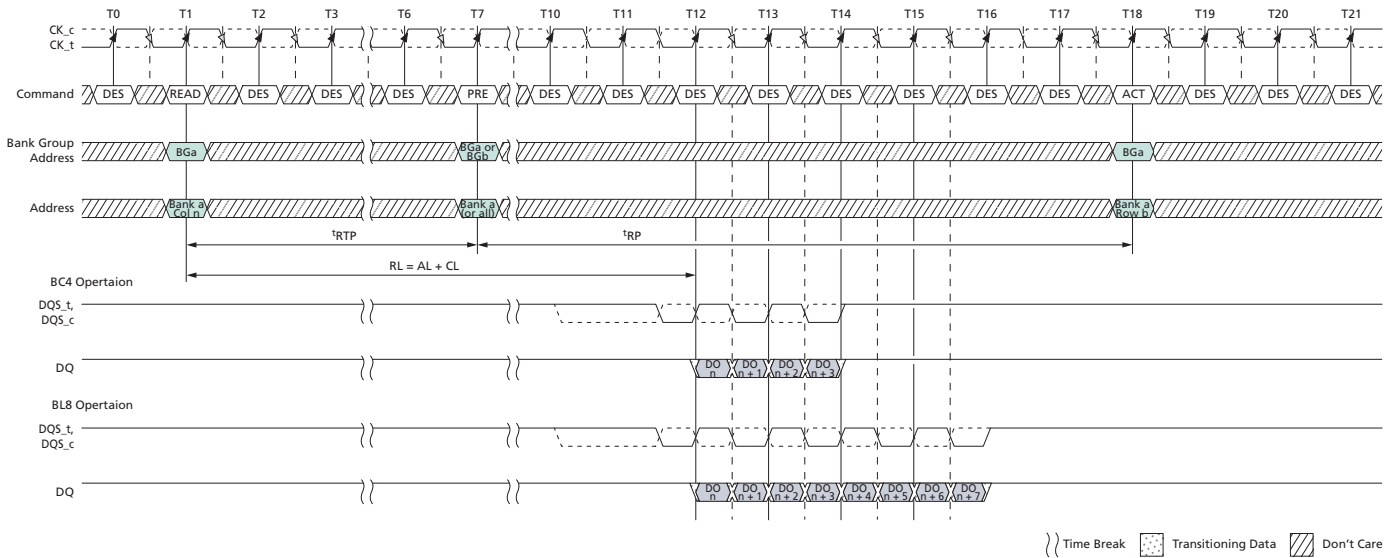 T0 T1 T2 T3 T6 T7 T10 T11 T12 T13 T14 T15 T16 T17 T18 T19 T20 T21
CK_c
CK_t
Command DES READ DES DES DES PRE DES DES DES DES DES DES DES DES ACT DES DES DES
Bank Group
Address
BGa
BGa or
BGb
BGa
Address
Bank a
Col n
Bank a
(or all)
Bank a
Row b
tRTP tRP
RL = AL + CL
BC4 Opertaion
DQS_t,
DQS_c
DQ
DO
n
DO
n + 1
DO
n + 2
DO
n + 3
BL8 Opertaion
DQS_t,
DQS_c
DQ
DO
n
DO
n + 1
DO
n + 2
DO
n + 3
DO
n + 4
DO
n + 5
DO
n + 6
DO
n + 7
Time Break Transitioning Data Don't Care